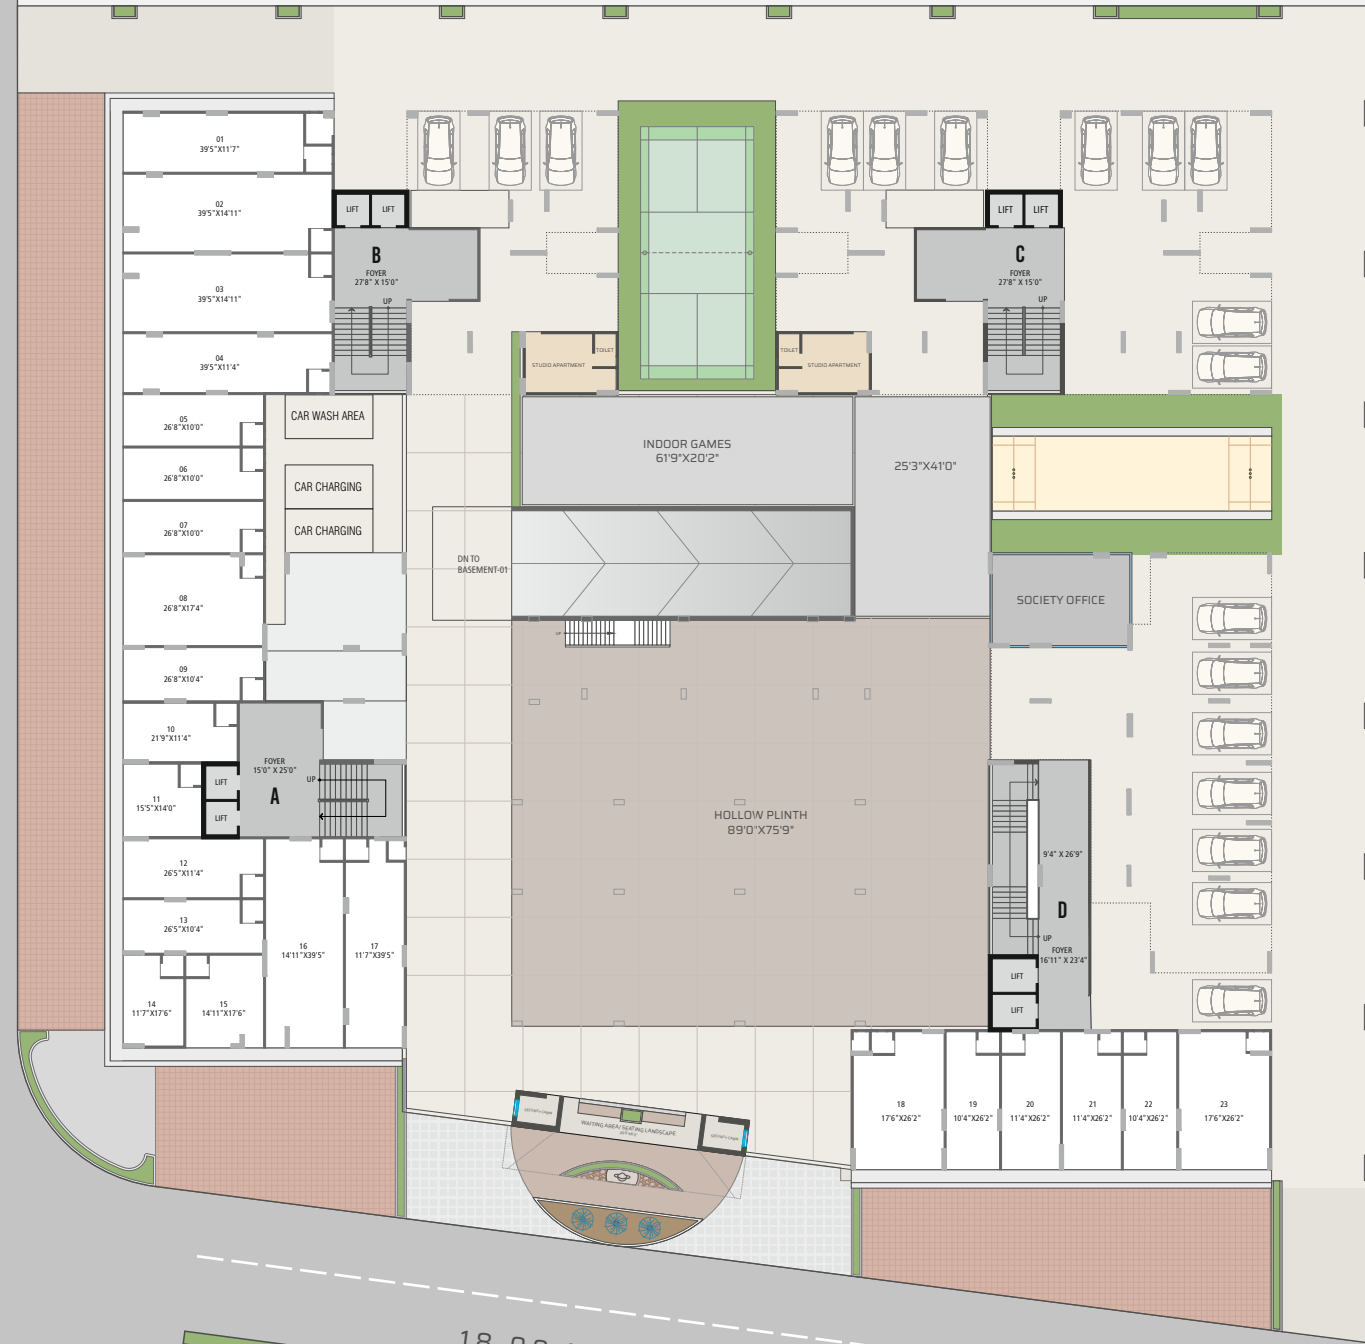 01
39'5"X11'7"
02
39'5"X14'11"
03
39'5"X14'11"
04
39'5"X11'4"
05
26'8"X10'0"
06
26'8"X10'0"
07
26'8"X10'0"
08
26'8"X17'4"
09
26'8"X10'4"
10
21'9"X11'4"
11
15'5"X14'0"
12
26'5"X11'4"
13
26'5"X10'4"
14
11'7"X17'6"
15
14'11"X17'6"
16
14'11"X39'5"
17
11'7"X39'5"
LIFT
LIFT
B
FOYER
27'8" X 15'0"
UP
CAR WASH AREA
CAR CHARGING
CAR CHARGING
FOYER
15'0" X 25'0"
UP
LIFT
A
LIFT
DN TO
BASEMENT-01
STUDIO APARTMENT
TOILET
TOILET
STUDIO APARTMENT
INDOOR GAMES
61'9"X20'2"
25'3"X41'0"
UP
HOLLOW PLINTH
89'0"X75'9"
LIFT
LIFT
C
FOYER
27'8" X 15'0"
UP
SOCIETY OFFICE
9'4" X 26'9"
D
UP
FOYER
16'11" X 23'4"
LIFT
LIFT
18
17'6"X26'2"
19
10'4"X26'2"
20
11'4"X26'2"
21
11'4"X26'2"
22
10'4"X26'2"
23
17'6"X26'2"
WAITING AREA/ SEATING LANDSCAPE